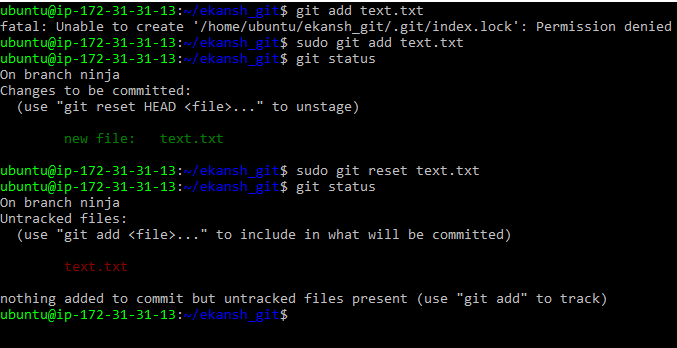 ubuntu@ip-172-31-31-13:~/ekansh_git$ git add text.txt
fatal: Unable to create '/home/ubuntu/ekansh_git/.git/index.lock': Permission denied
ubuntu@ip-172-31-31-13:~/ekansh_git$ sudo git add text.txt
ubuntu@ip-172-31-31-13:~/ekansh_git$ git status
On branch ninja
Changes to be committed:
  (use "git reset HEAD <file>..." to unstage)
        new file:   text.txt
ubuntu@ip-172-31-31-13:~/ekansh_git$ sudo git reset text.txt
ubuntu@ip-172-31-31-13:~/ekansh_git$ git status
On branch ninja
Untracked files:
  (use "git add <file>..." to include in what will be committed)
        text.txt
nothing added to commit but untracked files present (use "git add" to track)
ubuntu@ip-172-31-31-13:~/ekansh_git$